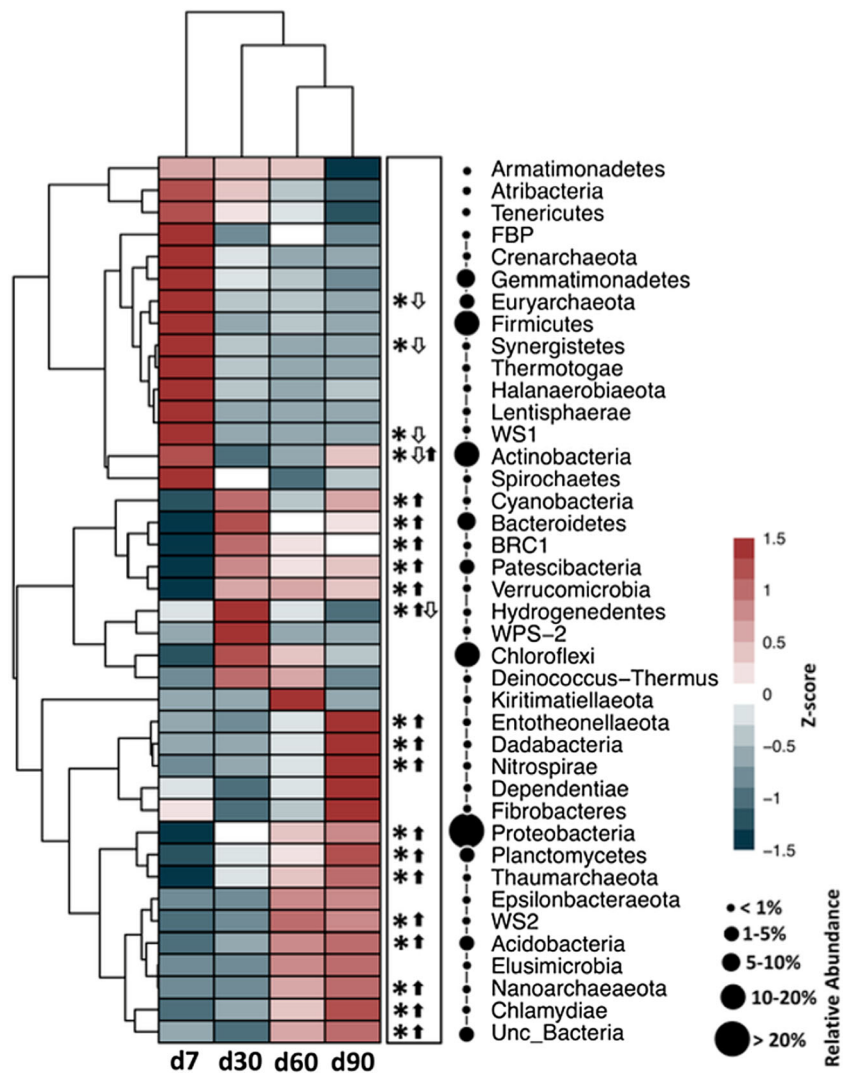 Armatimonadetes
Atribacteria
Tenericutes
FBP
Crenarchaeota
Gemmatimonadetes
* ⇩ Euryarchaeota
Firmicutes
* ⇩ Synergistetes
Thermotogae
Halanaerobiaeota
Lentisphaerae
* ⇩ WS1
* ⇩⬆ Actinobacteria
Spirochaetes
* ⬆ Cyanobacteria
* ⬆ Bacteroidetes
* ⬆ BRC1
* ⬆ Patescibacteria
* ⬆ Verrucomicrobia
* ⬆⇩ Hydrogenedentes
WPS−2
Chloroflexi
Deinococcus−Thermus
Kiritimatiellaeota
* ⬆ Entotheonellaeota
* ⬆ Dadabacteria
* ⬆ Nitrospirae
Dependentiae
Fibrobacteres
* ⬆ Proteobacteria
* ⬆ Planctomycetes
* ⬆ Thaumarchaeota
Epsilonbacteraeota
* ⬆ WS2
* ⬆ Acidobacteria
Elusimicrobia
* ⬆ Nanoarchaeaeota
* ⬆ Chlamydiae
* ⬆ Unc_Bacteria
d7 d30 d60 d90
1.5
1
0.5
0
−0.5
−1
−1.5
Z-score
< 1%
1-5%
5-10%
10-20%
> 20%
Relative Abundance